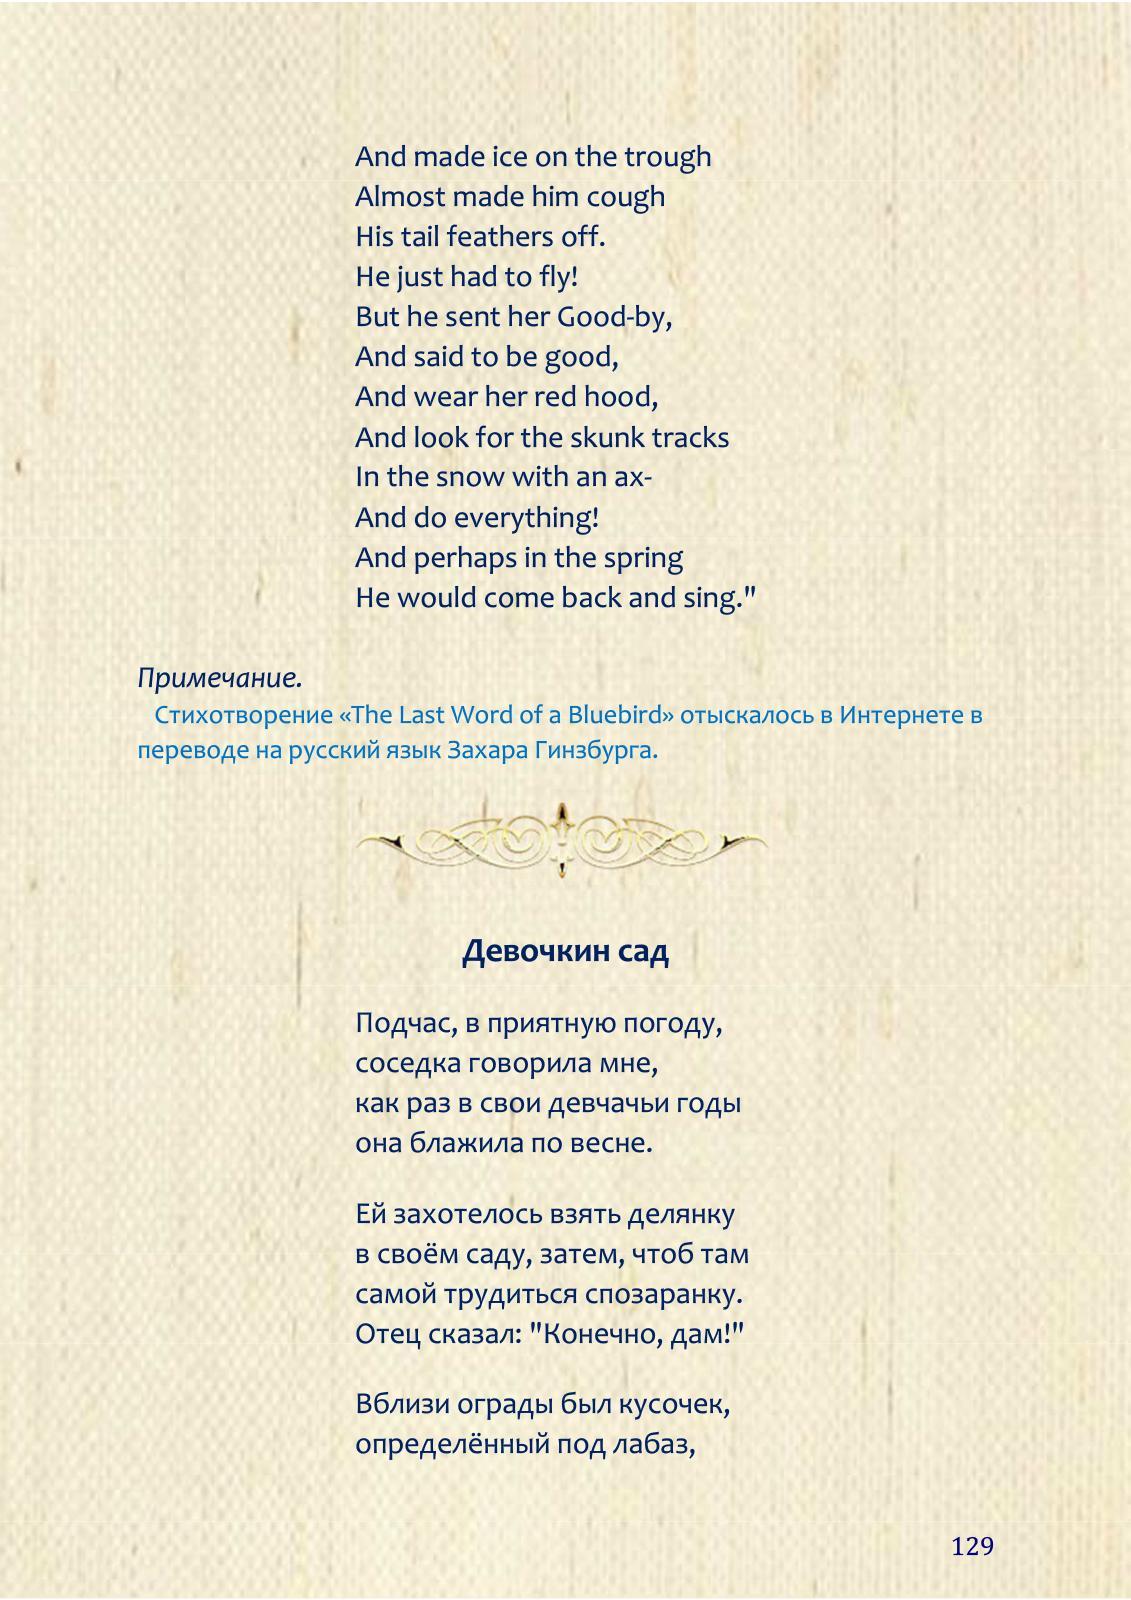 And made ice on the trough
Almost made him cough
His tail feathers off.
He just had to fly!
But he sent her Good-by,
And said to be good,
And wear her red hood,
And look for the skunk tracks
In the snow with an ax-
And do everything!
And perhaps in the spring
He would come back and sing."
Примечание.
Стихотворение «The Last Word of a Bluebird» отыскалось в Интернете в
переводе на русский язык Захара Гинзбурга.
Девочкин сад
Подчас, в приятную погоду,
соседка говорила мне,
как раз в свои девчачьи годы
она блажила по весне.
Ей захотелось взять делянку
в своём саду, затем, чтоб там
самой трудиться спозаранку.
Отец сказал: "Конечно, дам!"
Вблизи ограды был кусочек,
определённый под лабаз,
129